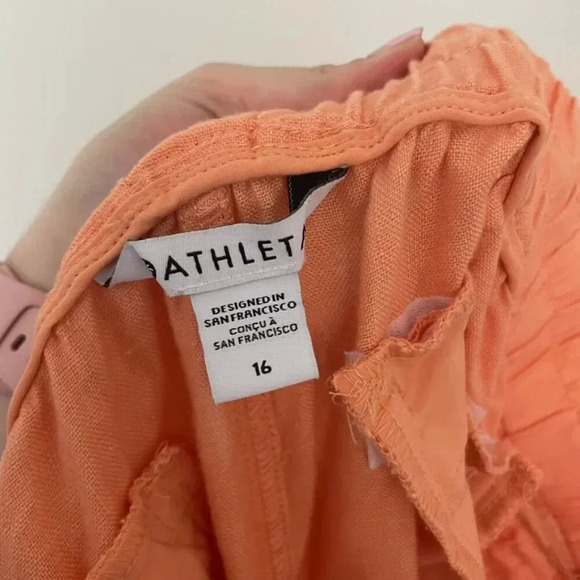 ATHLETA
DESIGNED IN
SAN FRANCISCO
CONÇU À
SAN FRANCISCO
16